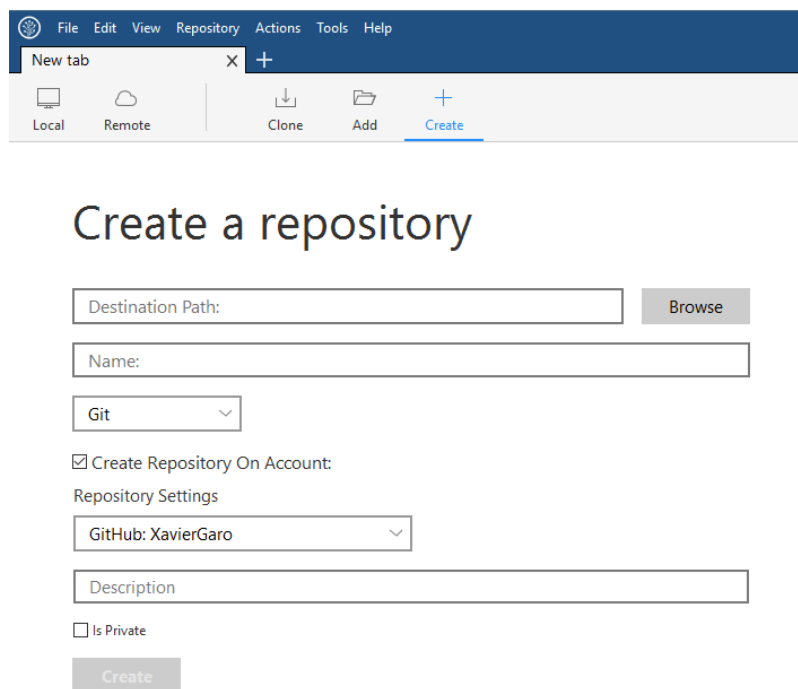 File Edit View Repository Actions Tools Help
New tab
Local Remote Clone Add Create
Create a repository
Destination Path: Browse
Name:
Git
Create Repository On Account:
Repository Settings
GitHub: XavierGaro
Description
Is Private
Create